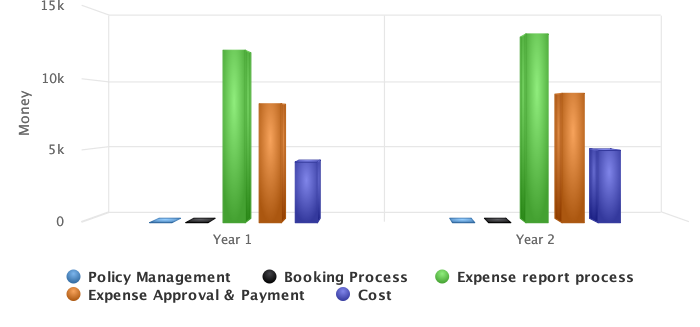 15k
10k
5k
0
Money
Year 1
Year 2
Policy Management
Booking Process
Expense report process
Expense Approval & Payment
Cost